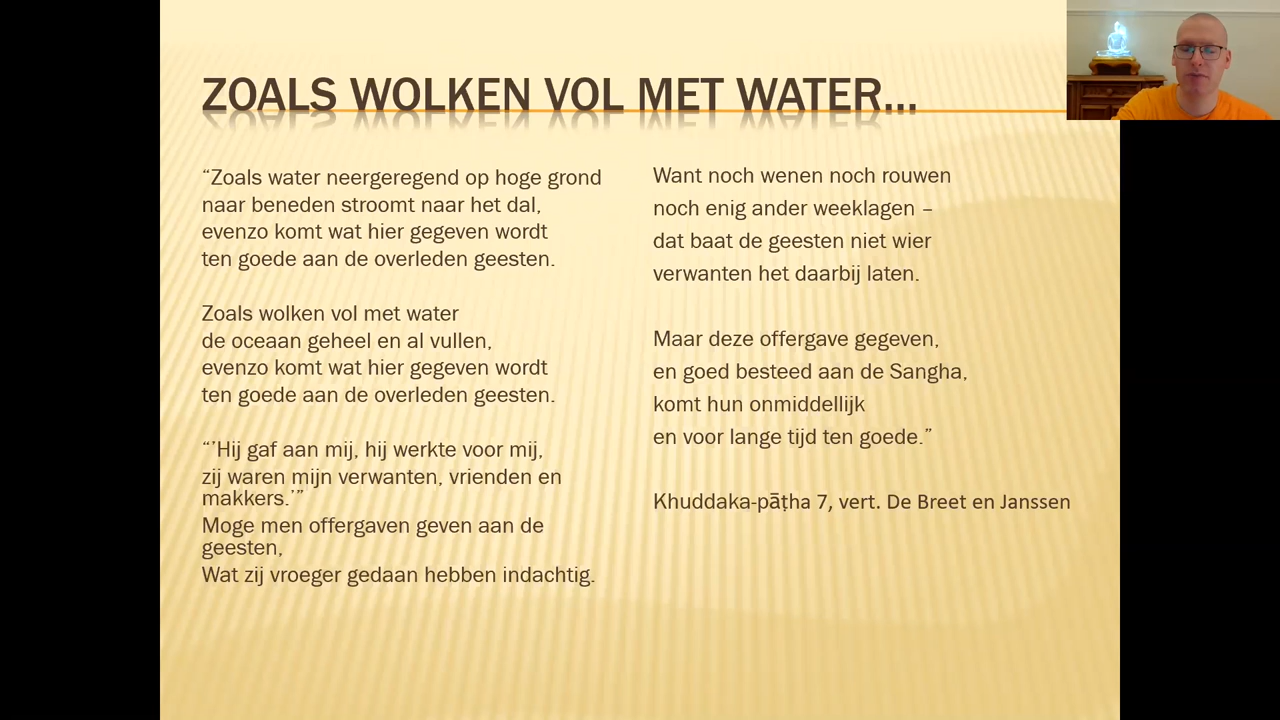 ZOALS WOLKEN VOL MET WATER...
“Zoals water neergeregend op hoge grond
naar beneden stroomt naar het dal,
evenzo komt wat hier gegeven wordt
ten goede aan de overleden geesten.
Zoals wolken vol met water
de oceaan geheel en al vullen,
evenzo komt wat hier gegeven wordt
ten goede aan de overleden geesten.
“’Hij gaf aan mij, hij werkte voor mij,
zij waren mijn verwanten, vrienden en
makkers.’”
Moge men offergaven geven aan de
geesten,
Wat zij vroeger gedaan hebben indachtig.
Want noch wenen noch rouwen
noch enig ander weeklagen –
dat baat de geesten niet wier
verwanten het daarbij laten.
Maar deze offergave gegeven,
en goed besteed aan de Sangha,
komt hun onmiddellijk
en voor lange tijd ten goede.”
Khuddaka-pāṭha 7, vert. De Breet en Janssen